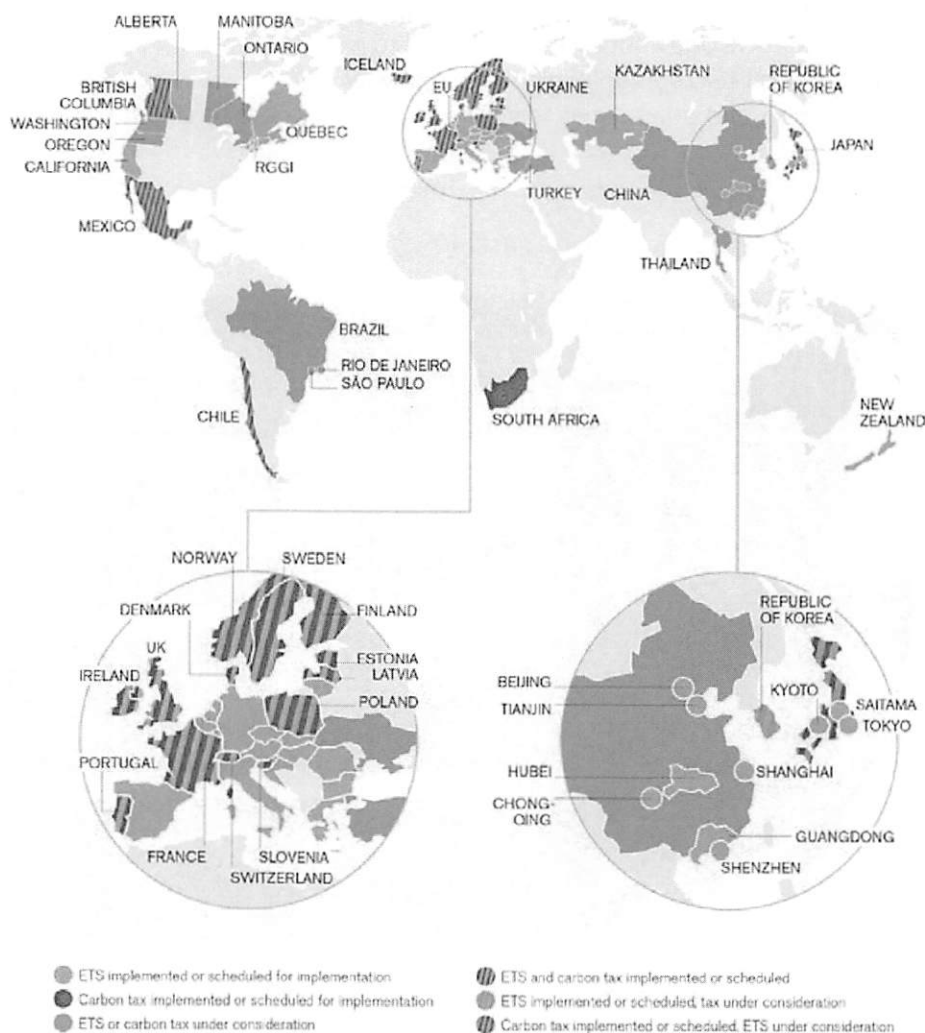 ALBERTA
MANITOBA
ONTARIO
ICELAND
BRITISH
COLUMBIA
WASHINGTON
OREGON
CALIFORNIA
QUÉBEC
RGGI
MEXICO
EU
UKRAINE
KAZAKHSTAN
REPUBLIC
OF KOREA
JAPAN
TURKEY
CHINA
THAILAND
BRAZIL
RIO DE JANEIRO
SÃO PAULO
CHILE
SOUTH AFRICA
NEW
ZEALAND
NORWAY
SWEDEN
DENMARK
FINLAND
UK
IRELAND
ESTONIA
LATVIA
POLAND
PORTUGAL
FRANCE
SLOVENIA
SWITZERLAND
REPUBLIC
OF KOREA
BEIJING
TIANJIN
KYOTO
SAITAMA
TOKYO
HUBEI
SHANGHAI
CHONG-
QING
GUANGDONG
SHENZHEN
ETS implemented or scheduled for implementation
Carbon tax implemented or scheduled for implementation
ETS or carbon tax under consideration
ETS and carbon tax implemented or scheduled
ETS implemented or scheduled, tax under consideration
Carbon tax implemented or scheduled, ETS under consideration